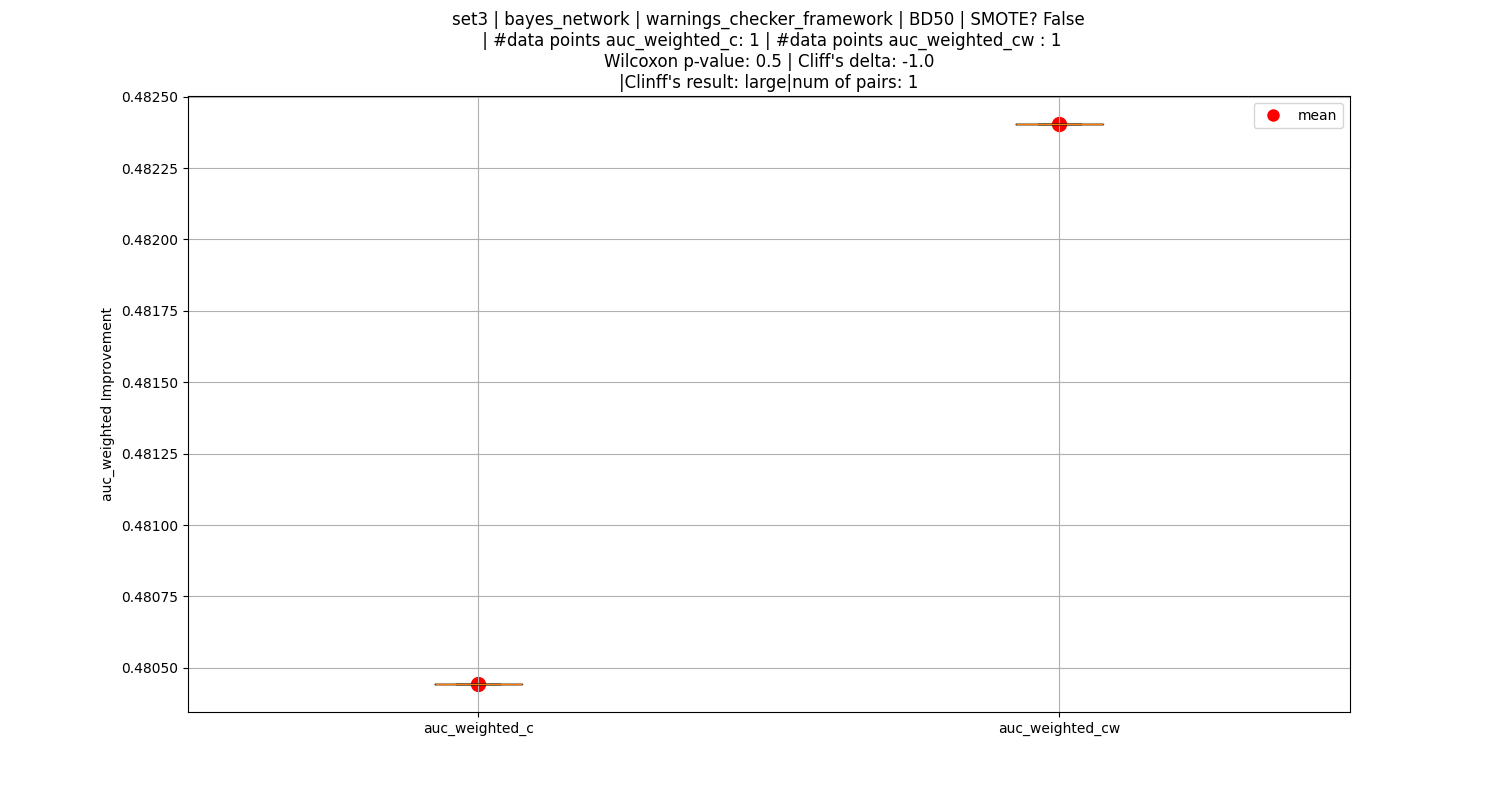 set3 | bayes_network | warnings_checker_framework | BD50 | SMOTE? False
| #data points auc_weighted_c: 1 | #data points auc_weighted_cw : 1
Wilcoxon p-value: 0.5 | Cliff's delta: -1.0
|Clinff's result: large|num of pairs: 1
mean
auc_weighted Improvement
0.48250
0.48225
0.48200
0.48175
0.48150
0.48125
0.48100
0.48075
0.48050
auc_weighted_c
auc_weighted_cw